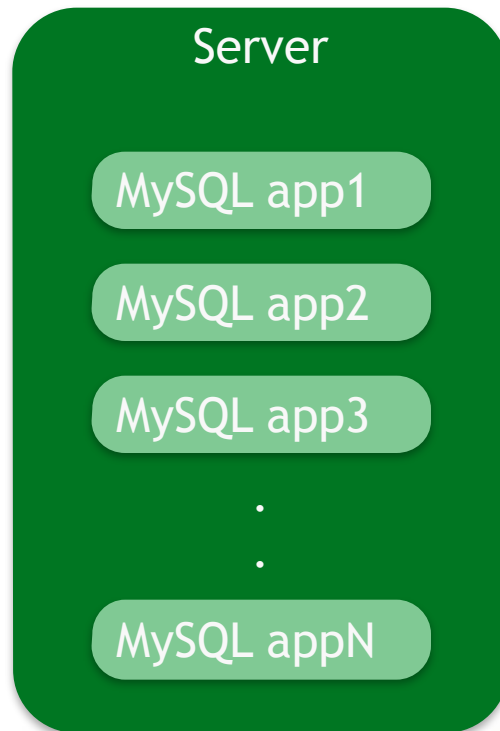 Server
MySQL app1
MySQL app2
MySQL app3
.
.
MySQL appN